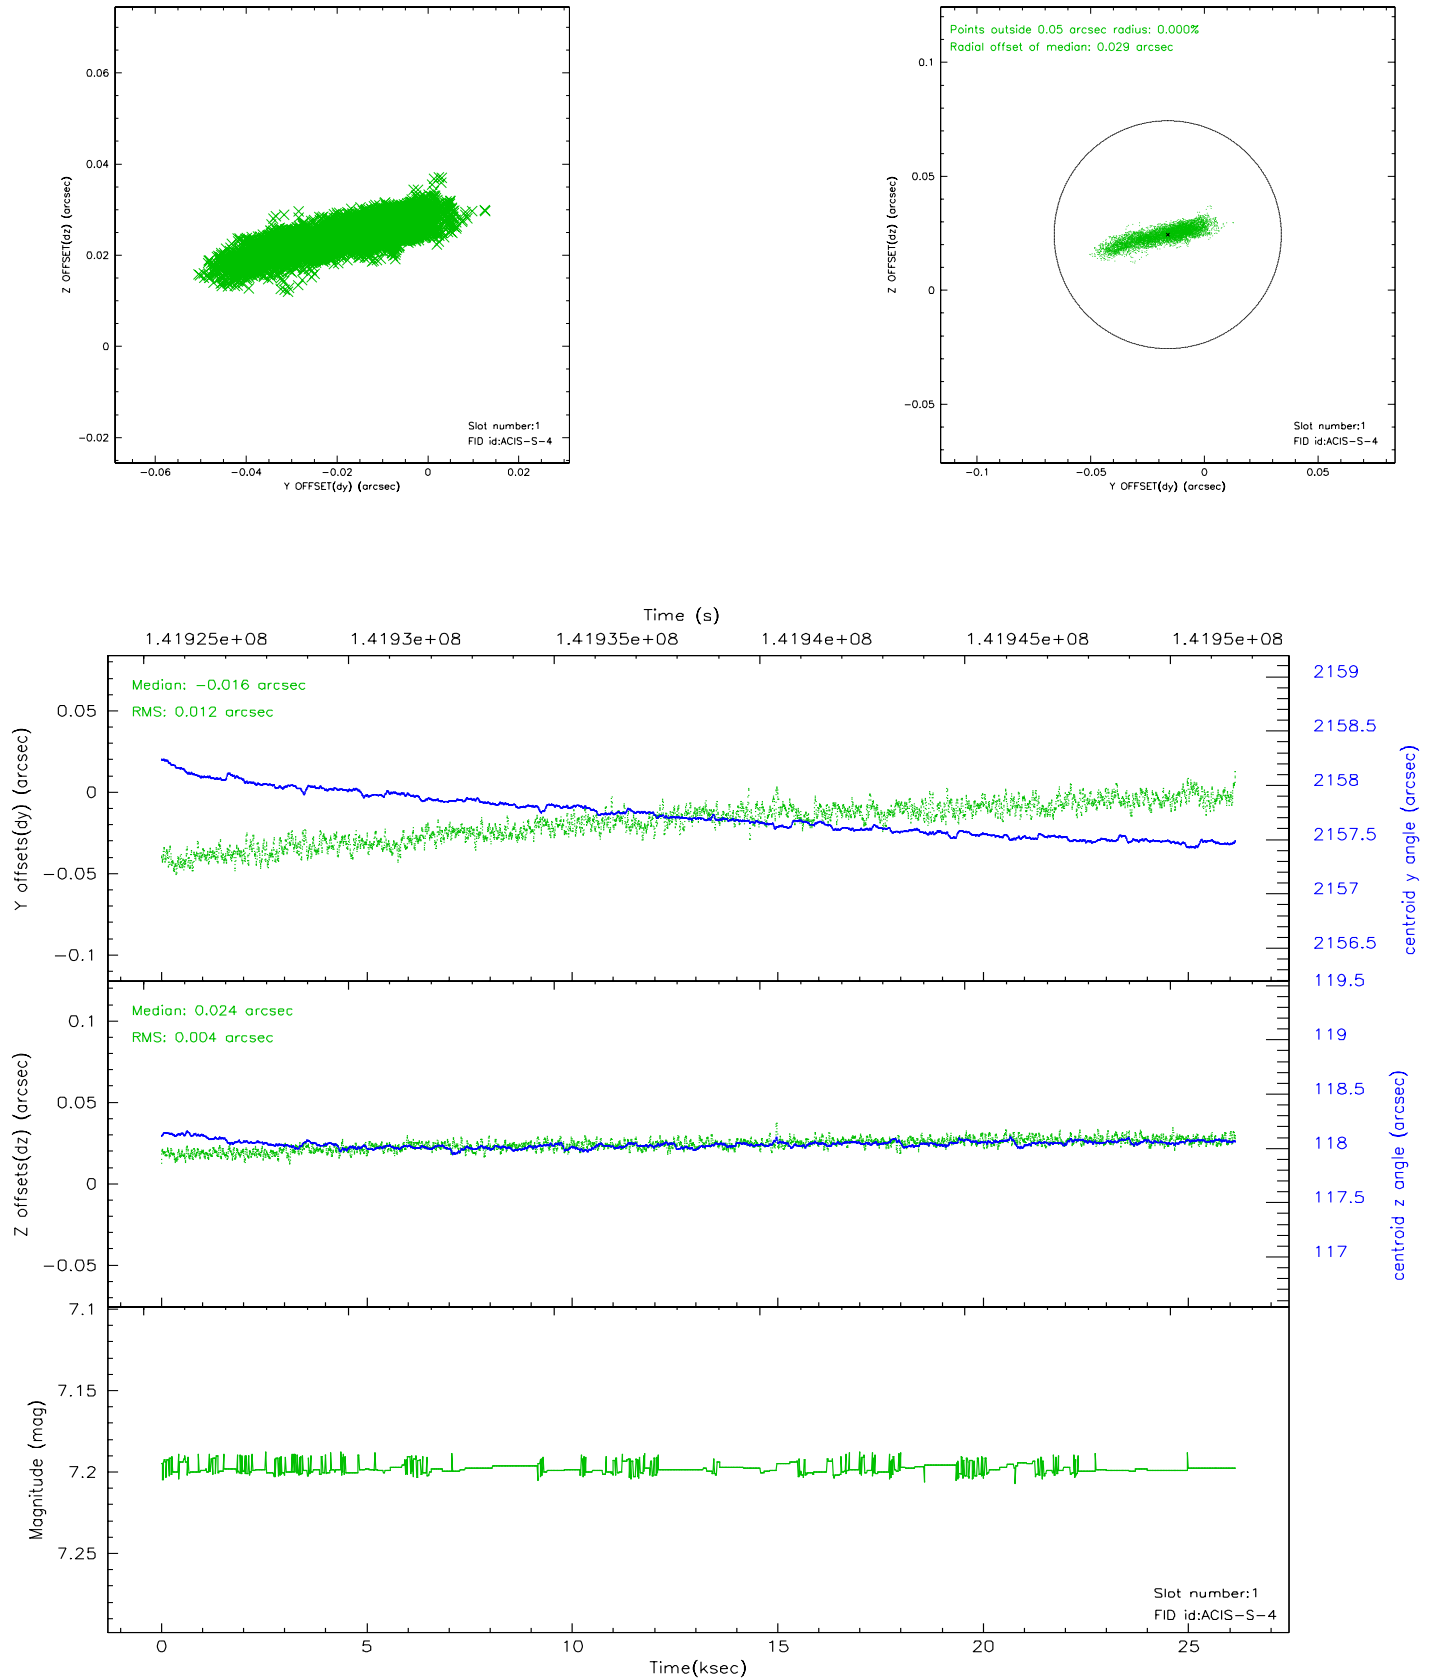 0.06
0.04
0.02
0
−0.02
Z OFFSET(dz) (arcsec)
−0.06 −0.04 −0.02 0 0.02
Y OFFSET(dy) (arcsec)
Slot number:1
FID id:ACIS−S−4
Points outside 0.05 arcsec radius: 0.000%
Radial offset of median: 0.029 arcsec
0.1
0.05
0
−0.05
Z OFFSET(dz) (arcsec)
−0.1 −0.05 0 0.05
Y OFFSET(dy) (arcsec)
Slot number:1
FID id:ACIS−S−4
Time (s)
1.41925e+08 1.4193e+08 1.41935e+08 1.4194e+08 1.41945e+08 1.4195e+08
Median: −0.016 arcsec
RMS: 0.012 arcsec
0.05
0
−0.05
−0.1
Y offsets(dy) (arcsec)
2159
2158.5
2158
2157.5
2157
2156.5
centroid y angle (arcsec)
Median: 0.024 arcsec
RMS: 0.004 arcsec
0.1
0.05
0
−0.05
Z offsets(dz) (arcsec)
119.5
119
118.5
118
117.5
117
centroid z angle (arcsec)
7.1
7.15
7.2
7.25
Magnitude (mag)
Slot number:1
FID id:ACIS−S−4
0 5 10 15 20 25
Time(ksec)